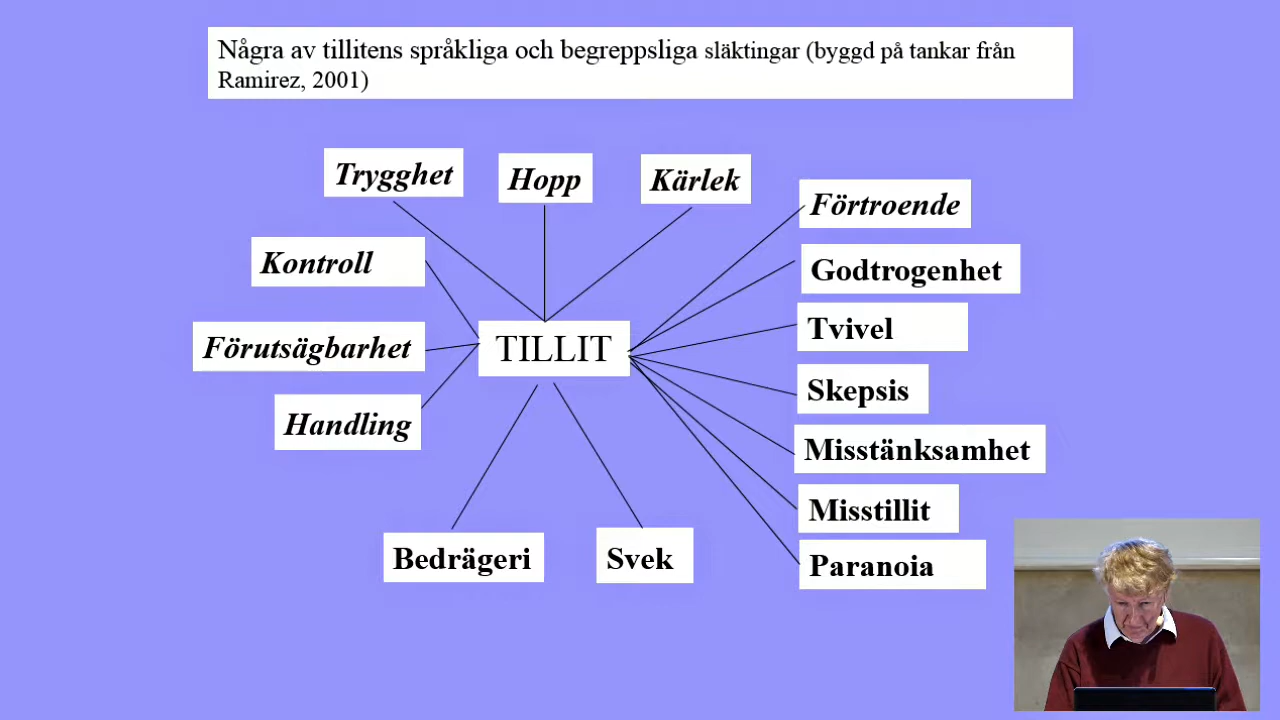 Några av tillitens språkliga och begreppsliga släktingar (byggd på tankar från
Ramirez, 2001)
Trygghet
Hopp
Kärlek
Förtroende
Kontroll
Godtrogenhet
Tvivel
Förutsägbarhet
TILLIT
Skepsis
Handling
Misstänksamhet
Misstillit
Bedrägeri
Svek
Paranoia